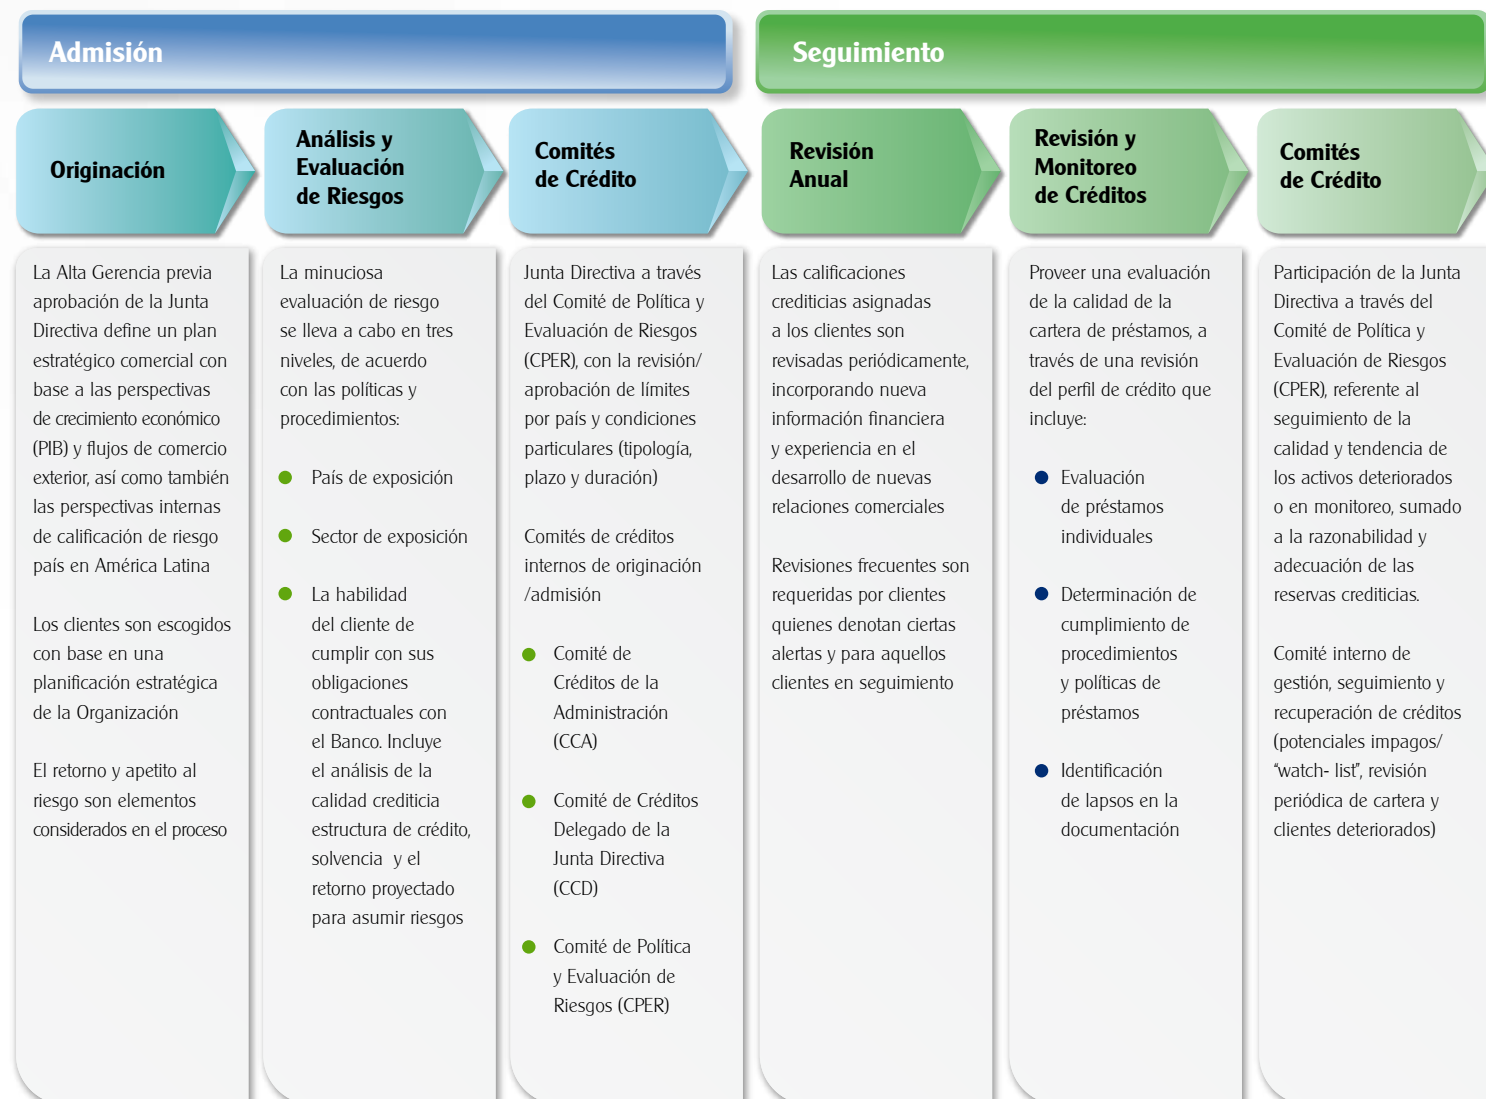 Admisión
Seguimiento
Originación
Análisis y
Evaluación
de Riesgos
Comités
de Crédito
Revisión
Anual
Revisión y
Monitoreo
de Créditos
Comités
de Crédito
La Alta Gerencia previa
aprobación de la Junta
Directiva define un plan
estratégico comercial con
base a las perspectivas
de crecimiento económico
(PIB) y flujos de comercio
exterior, así como también
las perspectivas internas
de calificación de riesgo
país en América Latina
Los clientes son escogidos
con base en una
planificación estratégica
de la Organización
El retorno y apetito al
riesgo son elementos
considerados en el proceso
La minuciosa
evaluación de riesgo
se lleva a cabo en tres
niveles, de acuerdo
con las políticas y
procedimientos:
País de exposición
Sector de exposición
La habilidad
del cliente de
cumplir con sus
obligaciones
contractuales con
el Banco. Incluye
el análisis de la
calidad crediticia
estructura de crédito,
solvencia y el
retorno proyectado
para asumir riesgos
Junta Directiva a través
del Comité de Política y
Evaluación de Riesgos
(CPER), con la revisión/
aprobación de límites
por país y condiciones
particulares (tipología,
plazo y duración)
Comités de créditos
internos de originación
/admisión
Comité de
Créditos de la
Administración
(CCA)
Comité de Créditos
Delegado de la
Junta Directiva
(CCD)
Comité de Política
y Evaluación de
Riesgos (CPER)
Las calificaciones
crediticias asignadas
a los clientes son
revisadas periódicamente,
incorporando nueva
información financiera
y experiencia en el
desarrollo de nuevas
relaciones comerciales
Revisiones frecuentes son
requeridas por clientes
quienes denotan ciertas
alertas y para aquellos
clientes en seguimiento
Proveer una evaluación
de la calidad de la
cartera de préstamos, a
través de una revisión
del perfil de crédito que
incluye:
Evaluación
de préstamos
individuales
Determinación de
cumplimiento de
procedimientos
y políticas de
préstamos
Identificación
de lapsos en la
documentación
Participación de la Junta
Directiva a través del
Comité de Política y
Evaluación de Riesgos
(CPER), referente al
seguimiento de la
calidad y tendencia de
los activos deteriorados
o en monitoreo, sumado
a la razonabilidad y
adecuación de las
reservas crediticias.
Comité interno de
gestión, seguimiento y
recuperación de créditos
(potenciales impagos/
“watch- list”, revisión
periódica de cartera y
clientes deteriorados)